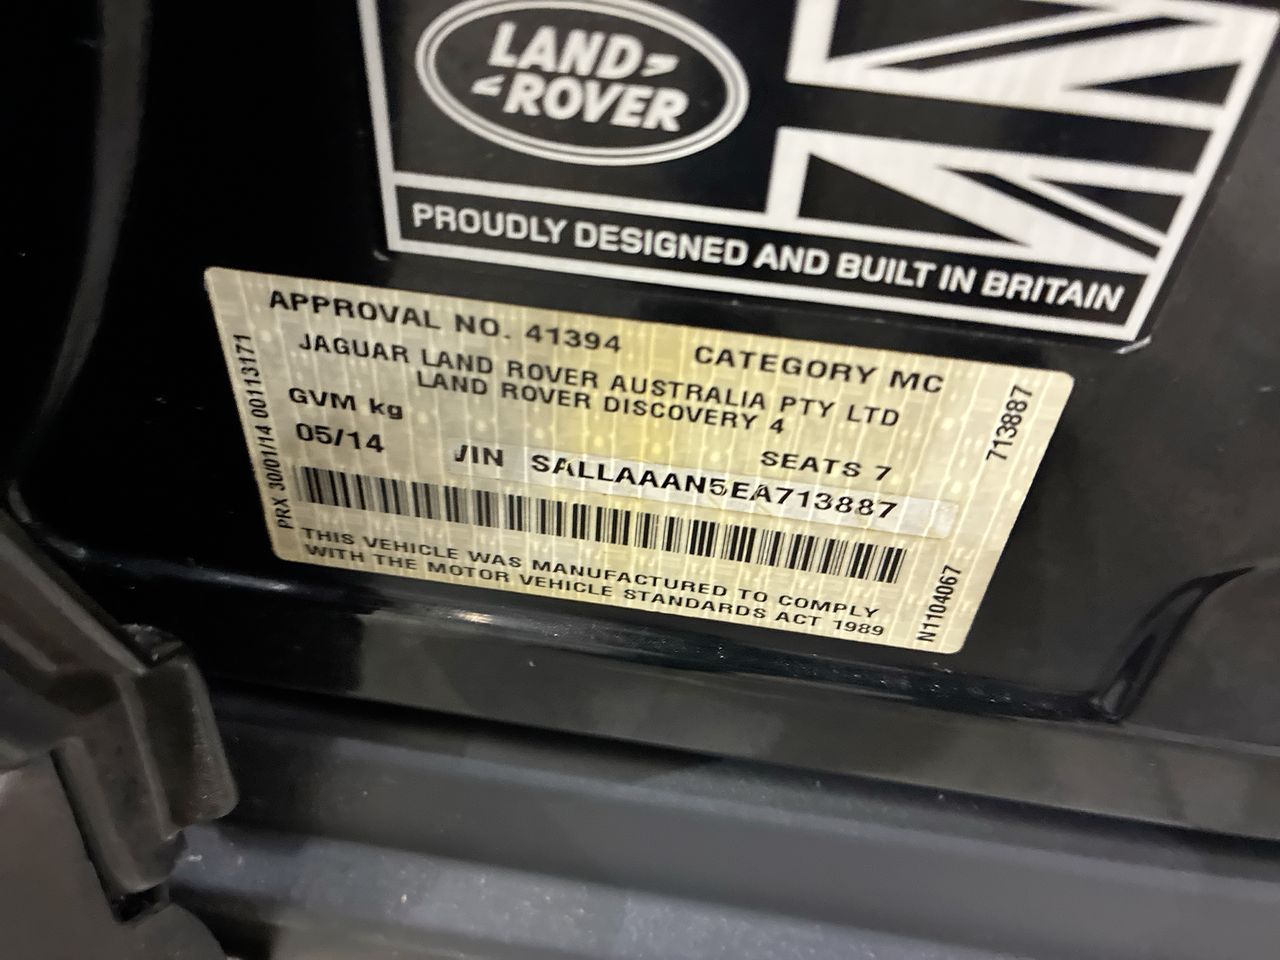 LAND
ROVER
PROUDLY DESIGNED AND BUILT IN BRITAIN
APPROVAL NO. 41394 CATEGORY MC
JAGUAR LAND ROVER AUSTRALIA PTY LTD
LAND ROVER DISCOVERY 4
GVM kg
05/14 SEATS 7
VIN SALLAAAN5EA713887
THIS VEHICLE WAS MANUFACTURED TO COMPLY
WITH THE MOTOR VEHICLE STANDARDS ACT 1989
PRX 30/01/14 00113171
713887
N1104067